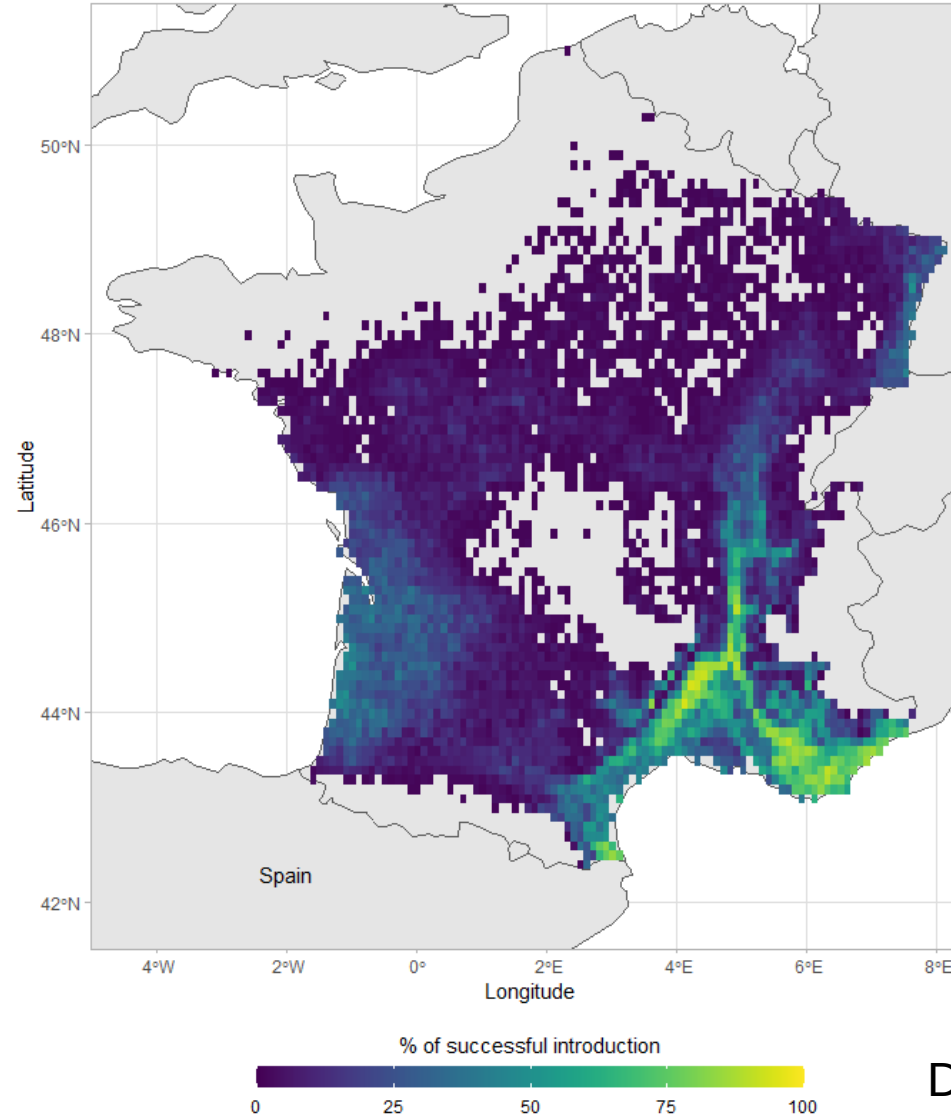 50°N
48°N
46°N
44°N
42°N
Latitude
Spain
4°W 2°W 0° 2°E 4°E 6°E 8°E
Longitude
% of successful introduction
0 25 50 75 100
D